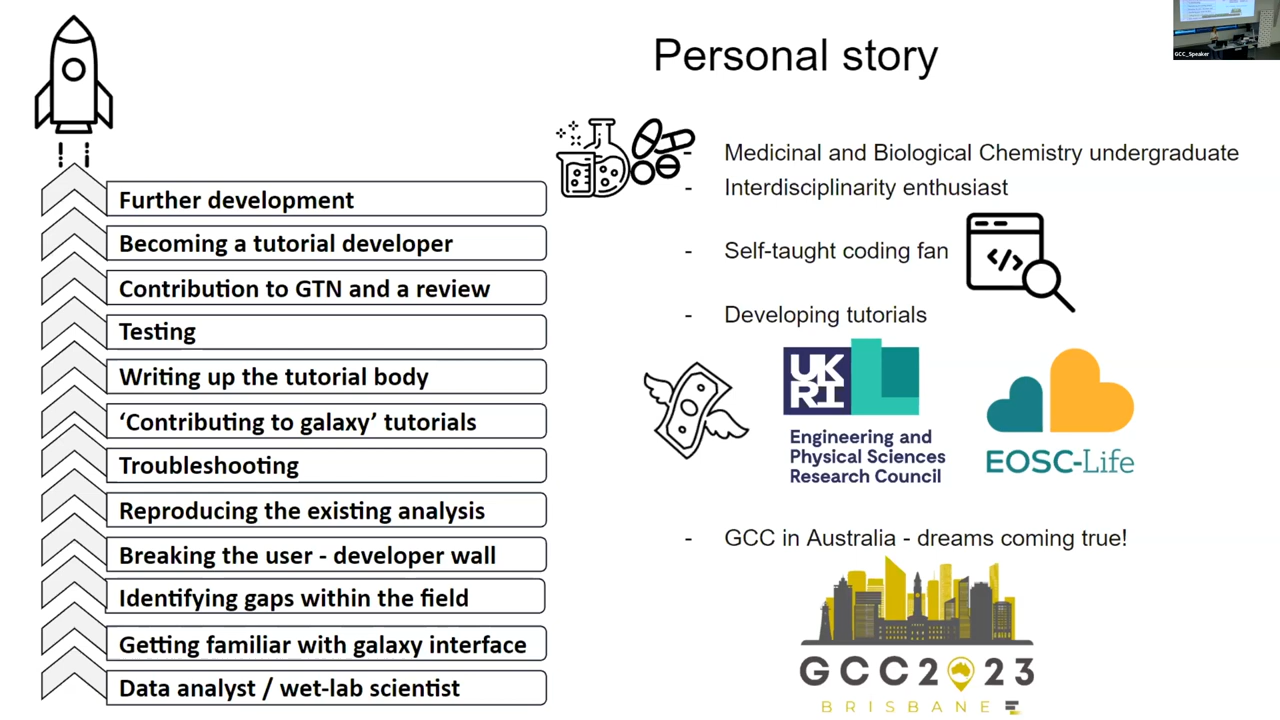 Personal story
GCC_Speaker
Further development
Becoming a tutorial developer
Contribution to GTN and a review
Testing
Writing up the tutorial body
‘Contributing to galaxy’ tutorials
Troubleshooting
Reproducing the existing analysis
Breaking the user - developer wall
Identifying gaps within the field
Getting familiar with galaxy interface
Data analyst / wet-lab scientist
- Medicinal and Biological Chemistry undergraduate
- Interdisciplinarity enthusiast
- Self-taught coding fan
</>
- Developing tutorials
UK
RI
Engineering and
Physical Sciences
Research Council
EOSC-Life
- GCC in Australia - dreams coming true!
GCC2023
BRISBANE